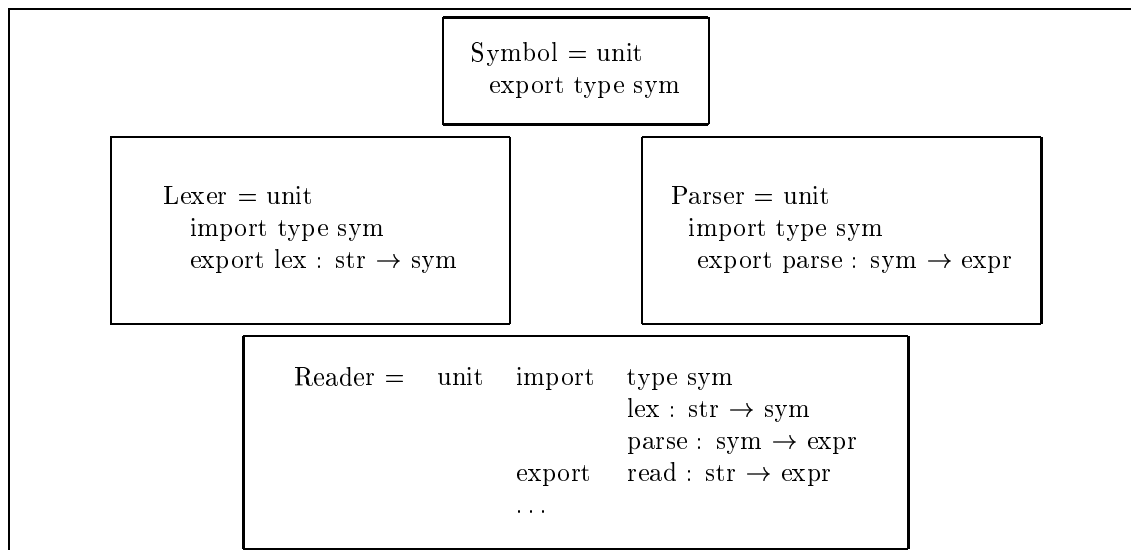 Symbol = unit
export type sym
Lexer = unit
import type sym
export lex : str → sym
Parser = unit
import type sym
export parse : sym → expr
Reader = unit import type sym
lex : str → sym
parse : sym → expr
export read : str → expr
...